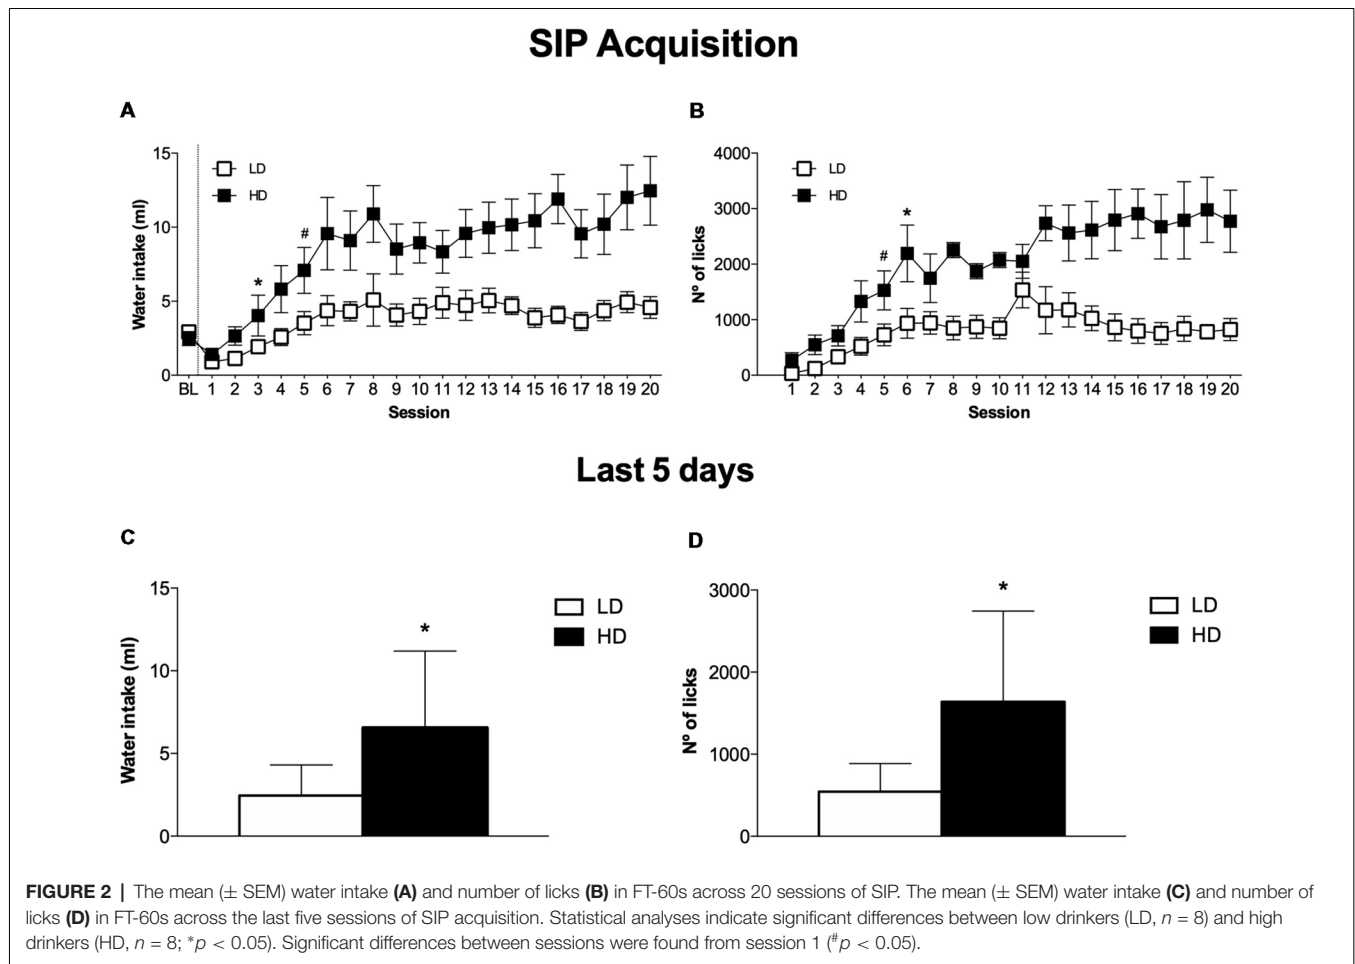 SIP Acquisition
A
15
10
5
0
Water intake (ml)
LD
HD
*
#
BL 1 2 3 4 5 6 7 8 9 10 11 12 13 14 15 16 17 18 19 20
Session
B
4000
3000
2000
1000
0
Nº of licks
LD
HD
#
*
1 2 3 4 5 6 7 8 9 10 11 12 13 14 15 16 17 18 19 20
Session
Last 5 days
C
15
10
5
0
Water intake (ml)
*
LD
HD
D
3000
2000
1000
0
Nº of licks
*
LD
HD
FIGURE 2 | The mean (± SEM) water intake (A) and number of licks (B) in FT-60s across 20 sessions of SIP. The mean (± SEM) water intake (C) and number of
licks (D) in FT-60s across the last five sessions of SIP acquisition. Statistical analyses indicate significant differences between low drinkers (LD, n = 8) and high
drinkers (HD, n = 8; *p < 0.05). Significant differences between sessions were found from session 1 (#p < 0.05).